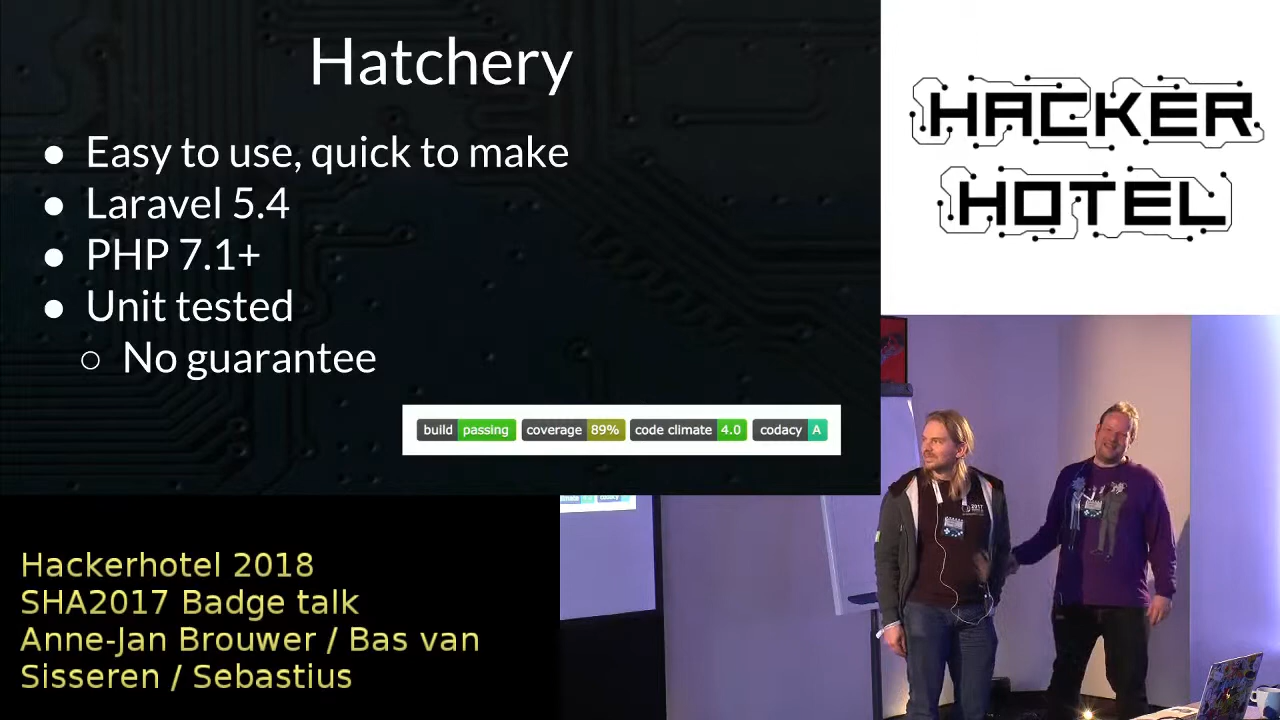 Hatchery
● Easy to use, quick to make
● Laravel 5.4
● PHP 7.1+
● Unit tested
○ No guarantee
build passing coverage 89% code climate 4.0 codacy A
HACKER
HOTEL
2017
Hackerhotel 2018
SHA2017 Badge talk
Anne-Jan Brouwer / Bas van
Sisseren / Sebastius